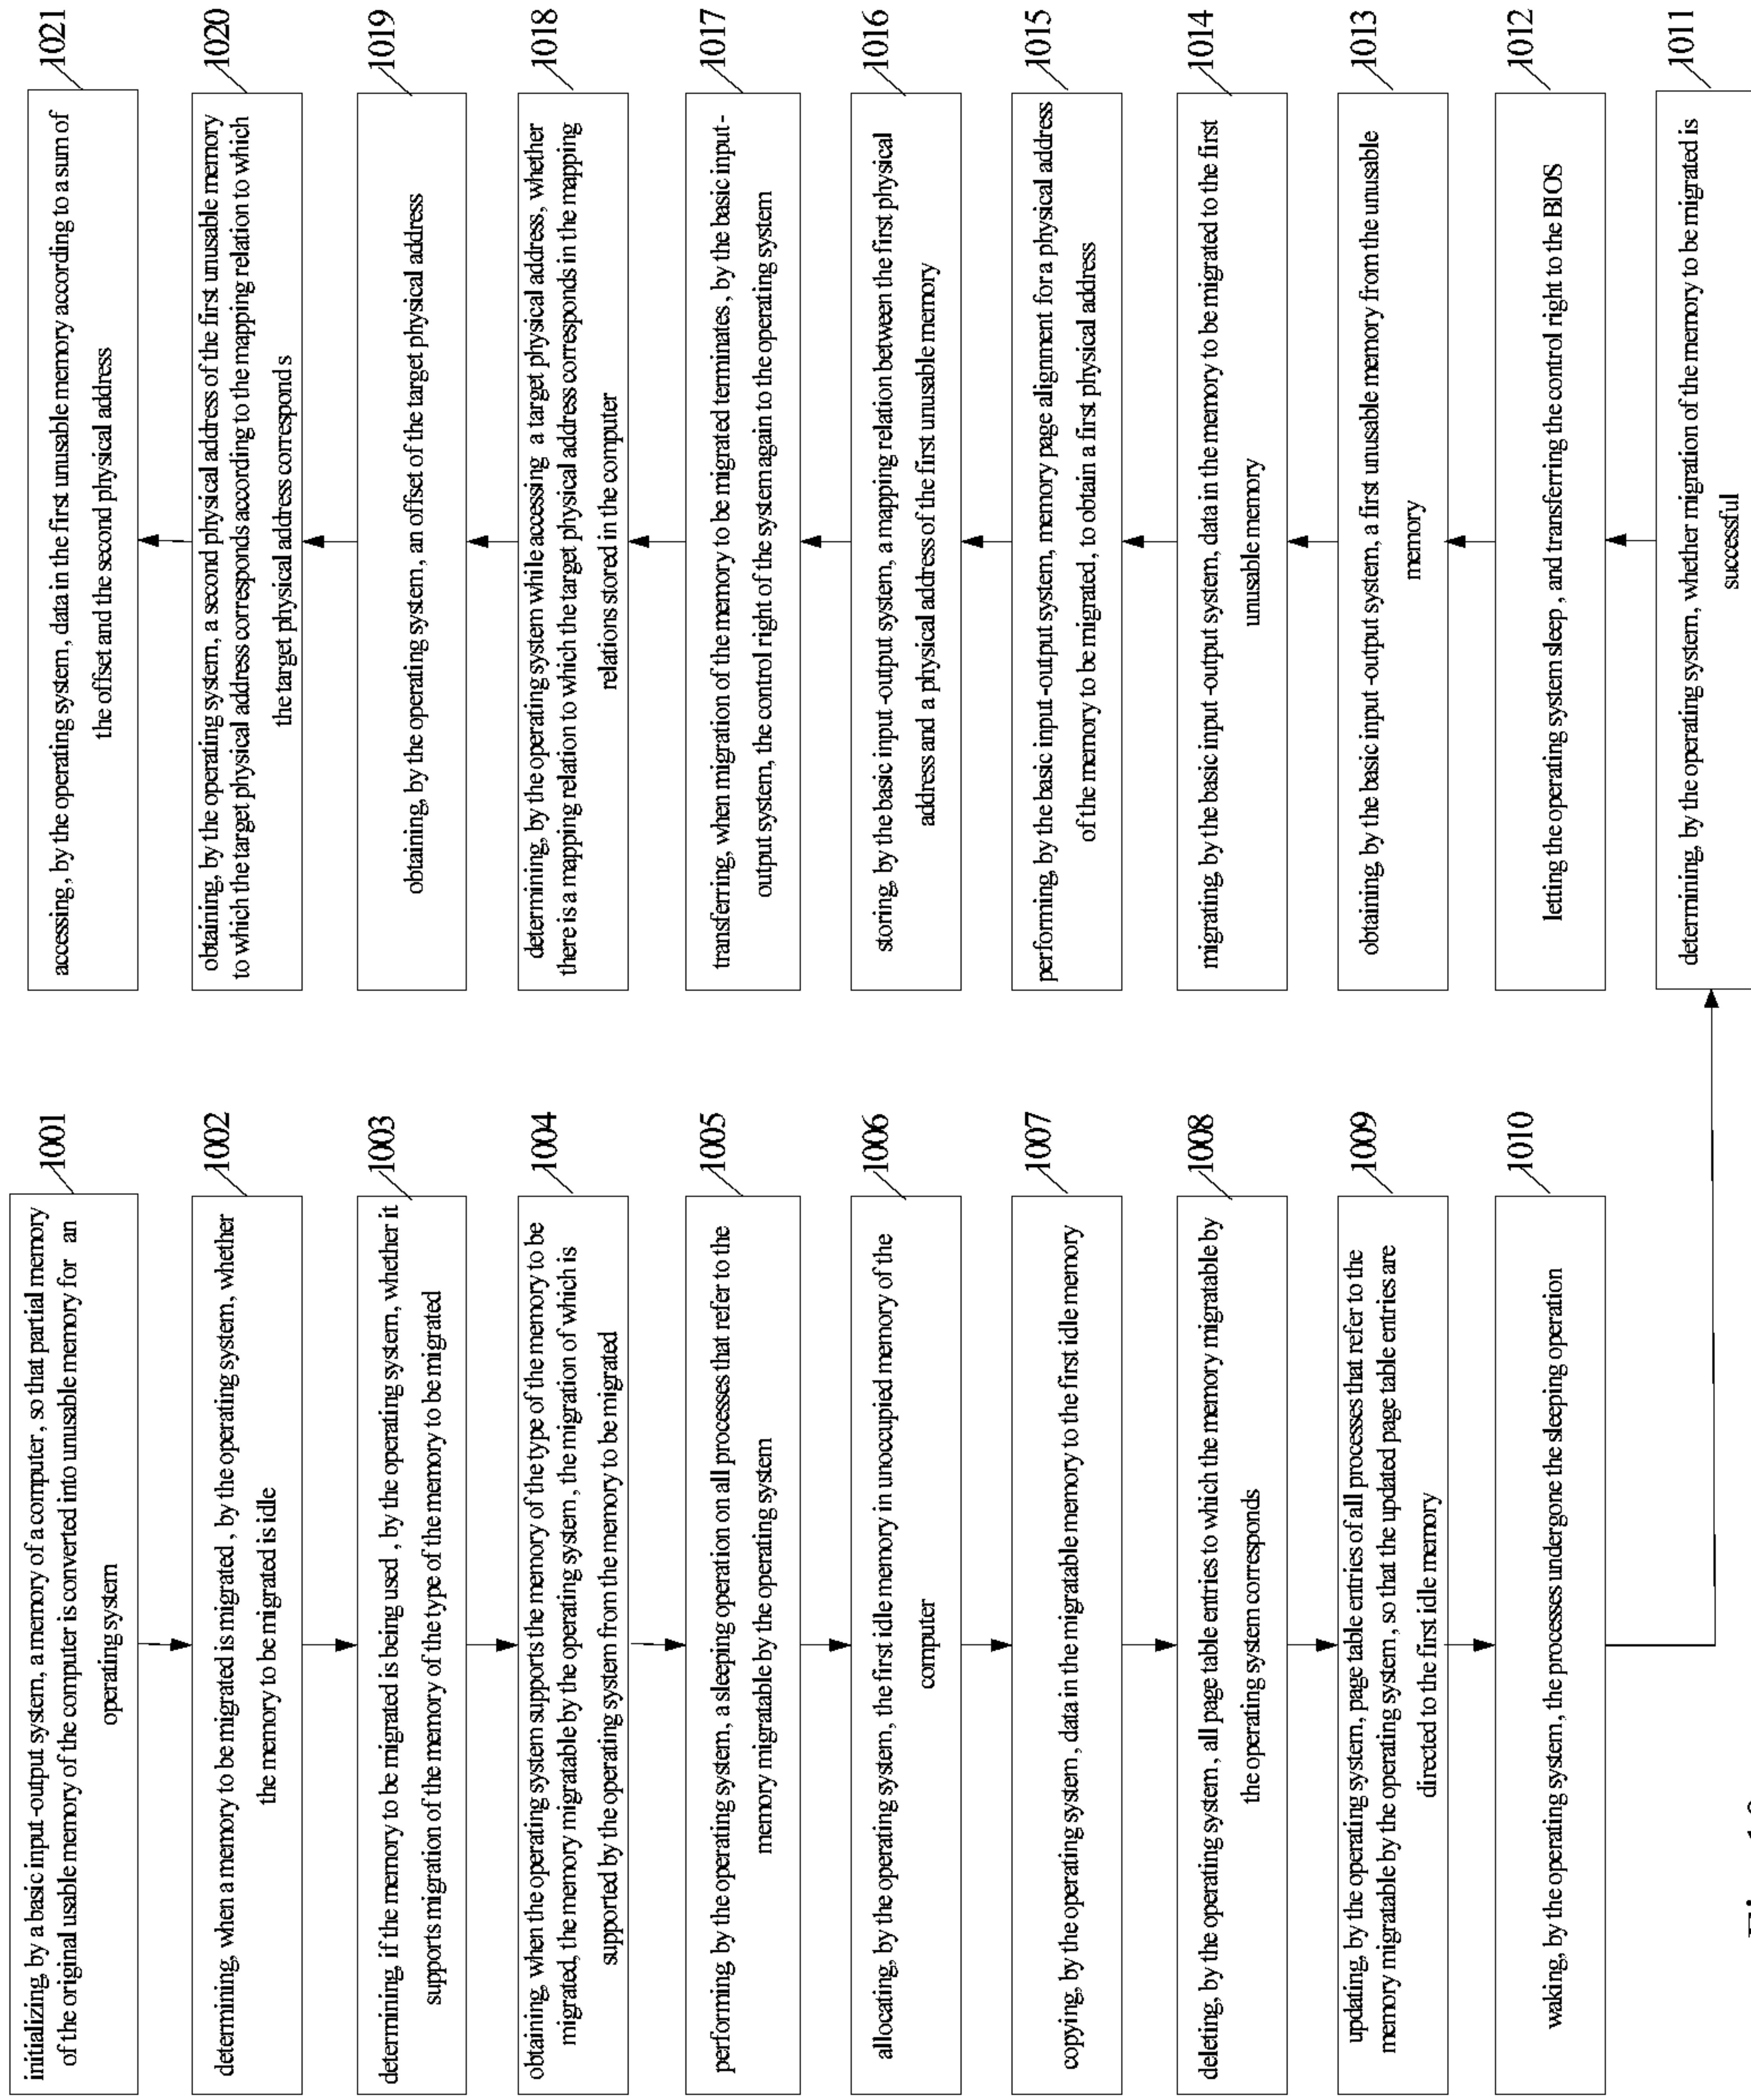 initializing, by a basic input-output system, a memory of a computer, so that partial memory
of the original usable memory of the computer is converted into unusable memory for an
operating system
1001
determining, when a memory to be migrated is migrated, by the operating system, whether
the memory to be migrated is idle
1002
determining, if the memory to be migrated is being used, by the operating system, whether it
supports migration of the memory of the type of the memory to be migrated
1003
obtaining, when the operating system supports the memory of the type of the memory to be
migrated, the memory migratable by the operating system, the migration of which is
supported by the operating system from the memory to be migrated
1004
performing, by the operating system, a sleeping operation on all processes that refer to the
memory migratable by the operating system
1005
allocating, by the operating system, the first idle memory in unoccupied memory of the
computer
1006
copying, by the operating system, data in the migratable memory to the first idle memory
1007
deleting, by the operating system, all page table entries to which the memory migratable by
the operating system corresponds
1008
updating, by the operating system, page table entries of all processes that refer to the
memory migratable by the operating system, so that the updated page table entries are
directed to the first idle memory
1009
waking, by the operating system, the processes undergone the sleeping operation
1010
determining, by the operating system, whether migration of the memory to be migrated is
successful
1011
letting the operating system sleep, and transferring the control right to the BIOS
1012
obtaining, by the basic input-output system, a first unusable memory from the unusable
memory
1013
migrating, by the basic input-output system, data in the memory to be migrated to the first
unusable memory
1014
performing, by the basic input-output system, memory page alignment for a physical address
of the memory to be migrated, to obtain a first physical address
1015
storing, by the basic input-output system, a mapping relation between the first physical
address and a physical address of the first unusable memory
1016
transferring, when migration of the memory to be migrated terminates, by the basic input-
output system, the control right of the system again to the operating system
1017
determining, by the operating system while accessing a target physical address, whether
there is a mapping relation to which the target physical address corresponds in the mapping
relations stored in the computer
1018
obtaining, by the operating system, an offset of the target physical address
1019
obtaining, by the operating system, a second physical address of the first unusable memory
to which the target physical address corresponds according to the mapping relation to which
the target physical address corresponds
1020
accessing, by the operating system, data in the first unusable memory according to a sum of
the offset and the second physical address
1021